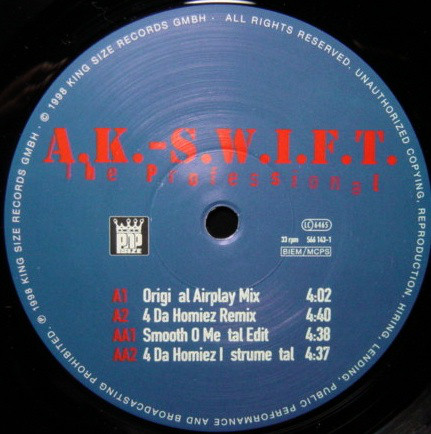 ℗ 1998 KING SIZE RECORDS GMBH · © 1998 KING SIZE RECORDS GMBH · ALL RIGHTS RESERVED. UNAUTHORIZED COPYING, REPRODUCTION, HIRING, LENDING, PUBLIC PERFORMANCE AND BROADCASTING PROHIBITED.
A.K.-S.W.I.F.T.
The Professional
LC 6465
33 rpm 566 143-1
BIEM/MCPS
A1 Origi al Airplay Mix 4:02
A2 4 Da Homiez Remix 4:40
AA1 Smooth O Me tal Edit 4:38
AA2 4 Da Homiez I strume tal 4:37